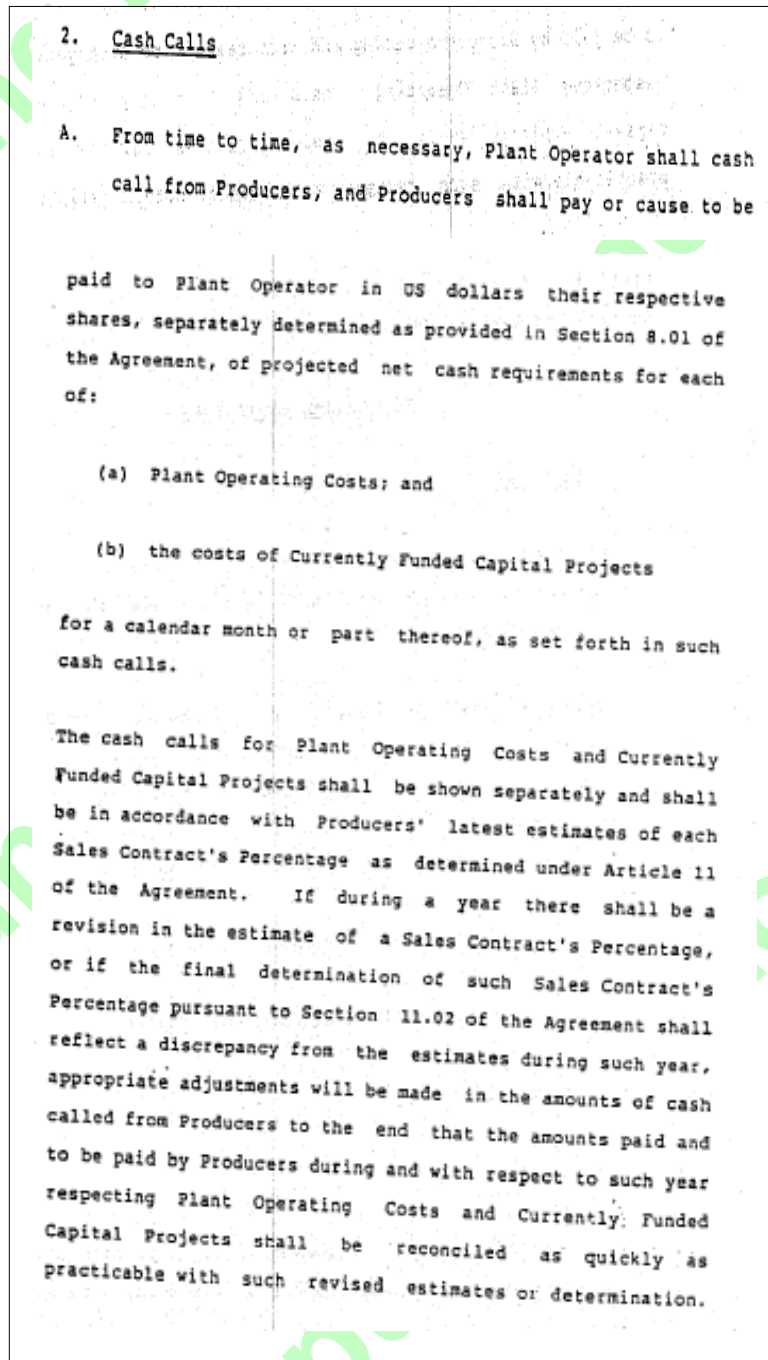 2. Cash Calls
A. From time to time, as necessary, Plant Operator shall cash
call from Producers, and Producers shall pay or cause to be
paid to Plant Operator in US dollars their respective
shares, separately determined as provided in Section 8.01 of
the Agreement, of projected net cash requirements for each
of:
(a) Plant Operating Costs; and
(b) the costs of Currently Funded Capital Projects
for a calendar month or part thereof, as set forth in such
cash calls.
The cash calls for Plant Operating Costs and Currently
Funded Capital Projects shall be shown separately and shall
be in accordance with Producers' latest estimates of each
Sales Contract's Percentage as determined under Article 11
of the Agreement. If during a year there shall be a
revision in the estimate of a Sales Contract's Percentage,
or if the final determination of such Sales Contract's
Percentage pursuant to Section 11.02 of the Agreement shall
reflect a discrepancy from the estimates during such year,
appropriate adjustments will be made in the amounts of cash
called from Producers to the end that the amounts paid and
to be paid by Producers during and with respect to such year
respecting Plant Operating Costs and Currently Funded
Capital Projects shall be reconciled as quickly as
practicable with such revised estimates or determination.